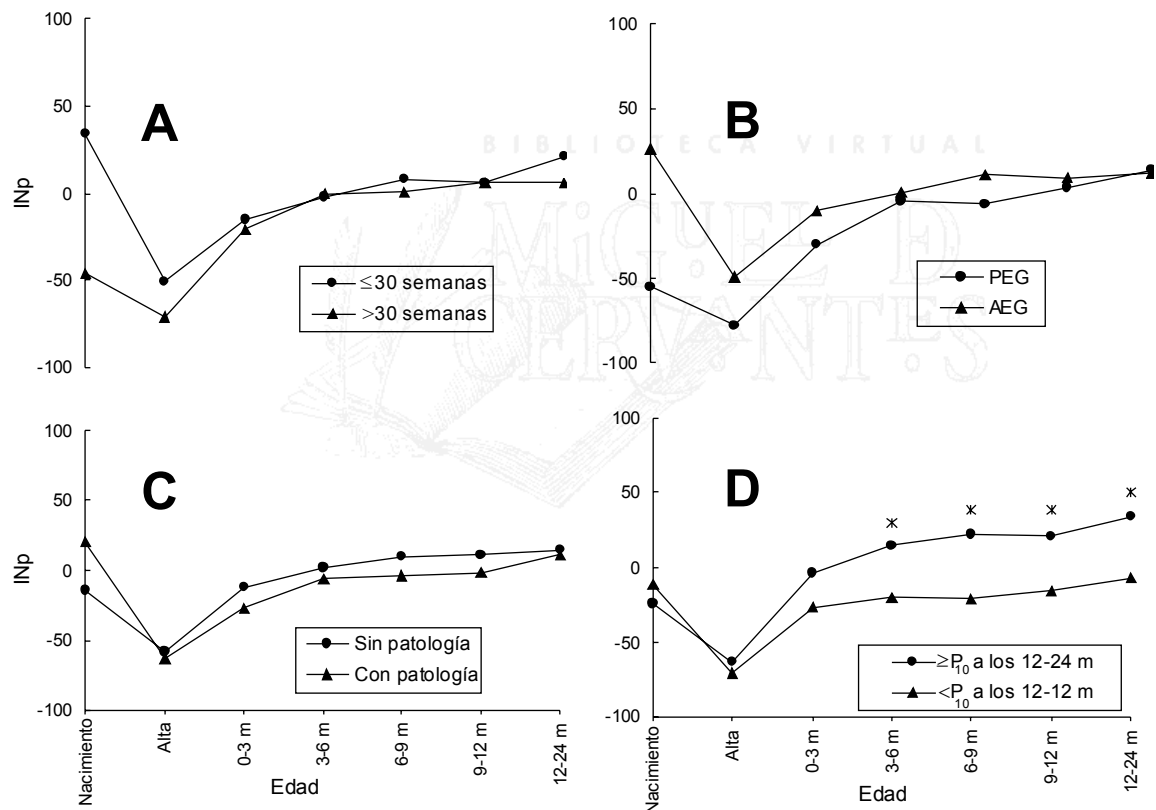 100
50
0
-50
-100
INp
A
≤30 semanas
>30 semanas
100
50
0
-50
-100
B
PEG
AEG
BIBLIOTECA VIRTUAL
MIGUEL D
CERVANTES
100
50
0
-50
-100
INp
C
Sin patología
Con patología
Nacimiento
Alta
0-3 m
3-6 m
6-9 m
9-12 m
12-24 m
Edad
100
50
0
-50
-100
D
* * * *
≥P10 a los 12-24 m
<P10 a los 12-12 m
Nacimiento
Alta
0-3 m
3-6 m
6-9 m
9-12 m
12-24 m
Edad